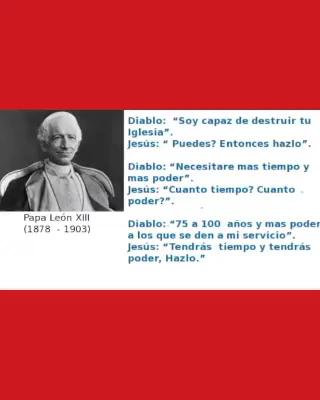 Diablo: “Soy capaz de destruir tu
Iglesia”.
Jesús: “ Puedes? Entonces hazlo”.
Diablo: “Necesitare mas tiempo y
mas poder”.
Jesús: “Cuanto tiempo? Cuanto
poder?”.
Diablo: “75 a 100 años y mas poder
a los que se den a mi servicio”.
Jesús: “Tendrás tiempo y tendrás
poder, Hazlo.”
Papa León XIII
(1878 - 1903)